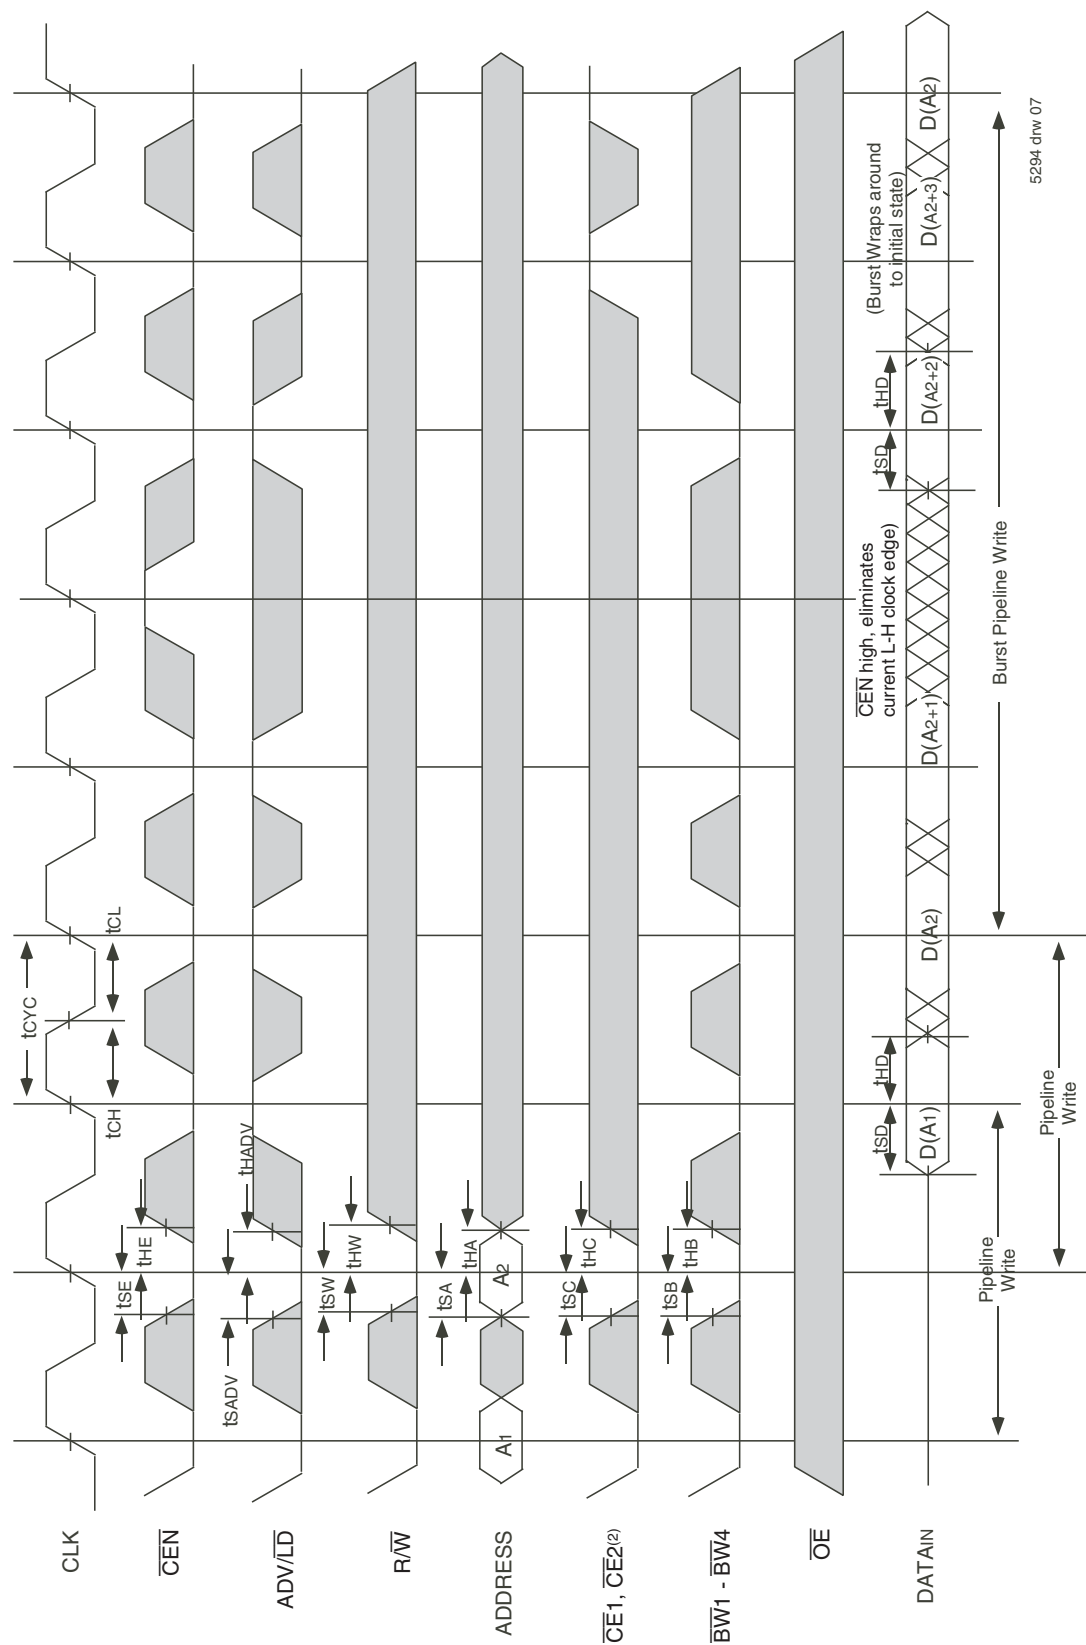 CLK
CEN
ADV/LD
R/W
ADDRESS
CE1, CE2(2)
BW1 - BW4
OE
DATAIN
tCYC
tCH
tCL
tSE
tHE
tSADV
tHADV
tSW
tHW
tSA
tHA
A1
A2
tSC
tHC
tSB
tHB
CEN high, eliminates
current L-H clock edge)
(Burst Wraps around
to initial state)
tSD
tHD
tSD
tHD
D(A1)
D(A2)
D(A2+1)
D(A2+2)
D(A2+3)
D(A2)
Pipeline
Write
Pipeline
Write
Burst Pipeline Write
5294 drw 07